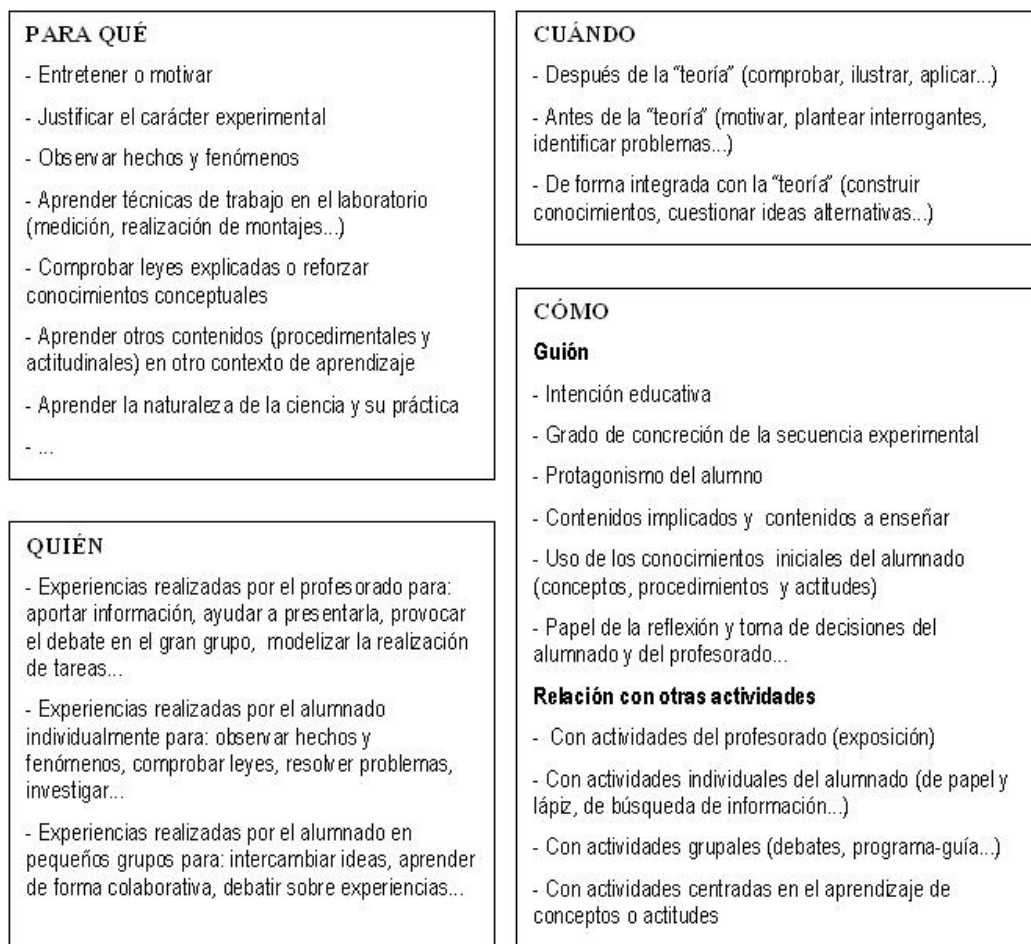 PARA QUÉ
- Entretener o motivar
- Justificar el carácter experimental
- Observar hechos y fenómenos
- Aprender técnicas de trabajo en el laboratorio
(medición, realización de montajes...)
- Comprobar leyes explicadas o reforzar
conocimientos conceptuales
- Aprender otros contenidos (procedimentales y
actitudinales) en otro contexto de aprendizaje
- Aprender la naturaleza de la ciencia y su práctica
- ...
QUIÉN
- Experiencias realizadas por el profesorado para:
aportar información, ayudar a presentarla, provocar
el debate en el gran grupo, modelizar la realización
de tareas...
- Experiencias realizadas por el alumnado
individualmente para: observar hechos y
fenómenos, comprobar leyes, resolver problemas,
investigar...
- Experiencias realizadas por el alumnado en
pequeños grupos para: intercambiar ideas, aprender
de forma colaborativa, debatir sobre experiencias...
CUÁNDO
- Después de la “teoría” (comprobar, ilustrar, aplicar...)
- Antes de la “teoría” (motivar, plantear interrogantes,
identificar problemas...)
- De forma integrada con la “teoría” (construir
conocimientos, cuestionar ideas alternativas...)
CÓMO
Guión
- Intención educativa
- Grado de concreción de la secuencia experimental
- Protagonismo del alumno
- Contenidos implicados y contenidos a enseñar
- Uso de los conocimientos iniciales del alumnado
(conceptos, procedimientos y actitudes)
- Papel de la reflexión y toma de decisiones del
alumnado y del profesorado...
Relación con otras actividades
- Con actividades del profesorado (exposición)
- Con actividades individuales del alumnado (de papel y
lápiz, de búsqueda de información...)
- Con actividades grupales (debates, programa-guía...)
- Con actividades centradas en el aprendizaje de
conceptos o actitudes